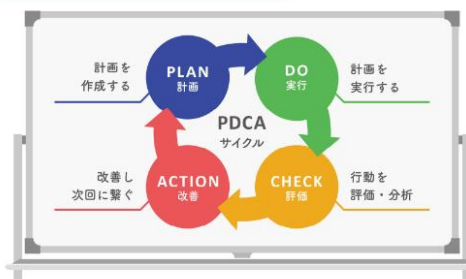 計画を
作成する
PLAN
計画
DO
実行
計画を
実行する
PDCA
サイクル
改善し
次回に繋ぐ
ACTION
改善
CHECK
評価
行動を
評価・分析